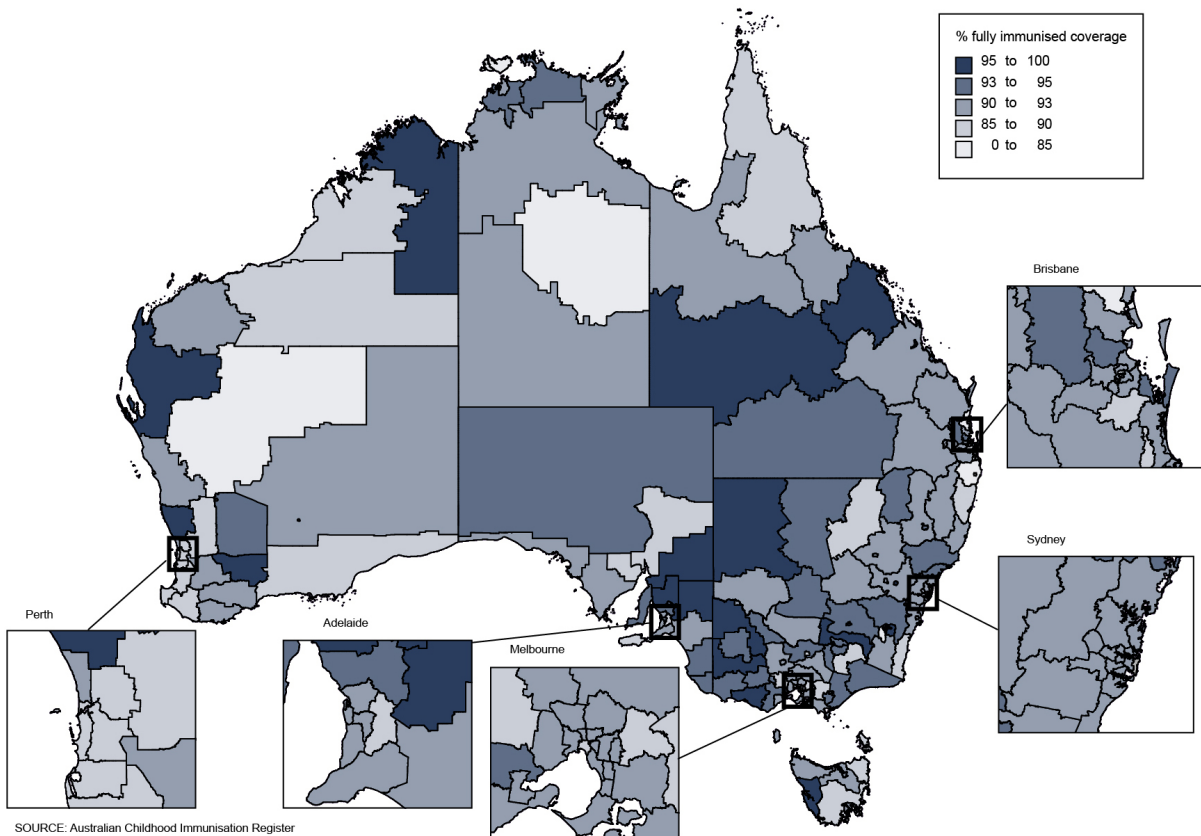 % fully immunised coverage
95 to 100
93 to 95
90 to 93
85 to 90
0 to 85
Brisbane
Sydney
Perth
Adelaide
Melbourne
SOURCE: Australian Childhood Immunisation Register